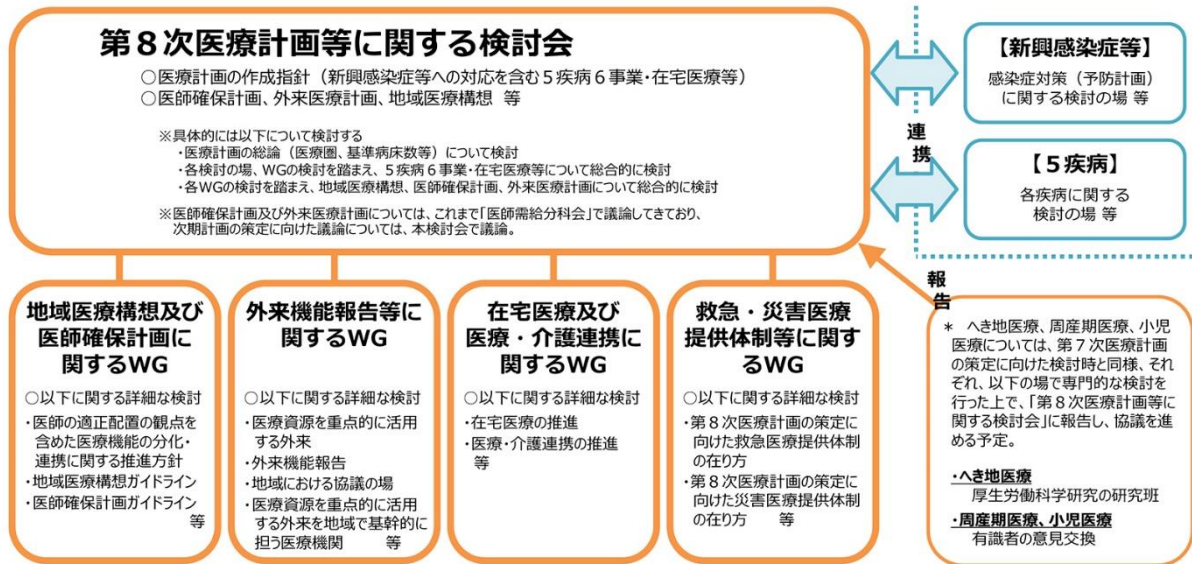 第８次医療計画等に関する検討会
○医療計画の作成指針（新興感染症等への対応を含む５疾病６事業・在宅医療等）
○医師確保計画、外来医療計画、地域医療構想 等
※具体的には以下について検討する
・医療計画の総論（医療圏、基準病床数等）について検討
・各検討の場、WGの検討を踏まえ、５疾病６事業・在宅医療等について総合的に検討
・各WGの検討を踏まえ、地域医療構想、医師確保計画、外来医療計画について総合的に検討
※医師確保計画及び外来医療計画については、これまで「医師需給分科会」で議論してきており、
次期計画の策定に向けた議論については、本検討会で議論。
連携
【新興感染症等】
感染症対策（予防計画）
に関する検討の場 等
【５疾病】
各疾病に関する
検討の場 等
地域医療構想及び
医師確保計画に
関するWG
○以下に関する詳細な検討
・医師の適正配置の観点を
含めた医療機能の分化・
連携に関する推進方針
・地域医療構想ガイドライン
・医師確保計画ガイドライン
等
外来機能報告等に
関するWG
○以下に関する詳細な検討
・医療資源を重点的に活用
する外来
・外来機能報告
・地域における協議の場
・医療資源を重点的に活用
する外来を地域で基幹的に
担う医療機関 等
在宅医療及び
医療・介護連携に
関するWG
○以下に関する詳細な検討
・在宅医療の推進
・医療・介護連携の推進
等
救急・災害医療
提供体制等に関す
るWG
○以下に関する詳細な検討
・第８次医療計画の策定に
向けた救急医療提供体制
の在り方
・第８次医療計画の策定に
向けた災害医療提供体制
の在り方 等
報告
＊ へき地医療、周産期医療、小児
医療については、第７次医療計画
の策定に向けた検討時と同様、それ
ぞれ、以下の場で専門的な検討を
行った上で、「第８次医療計画等に
関する検討会」に報告し、協議を進
める予定。
・へき地医療
厚生労働科学研究の研究班
・周産期医療、小児医療
有識者の意見交換